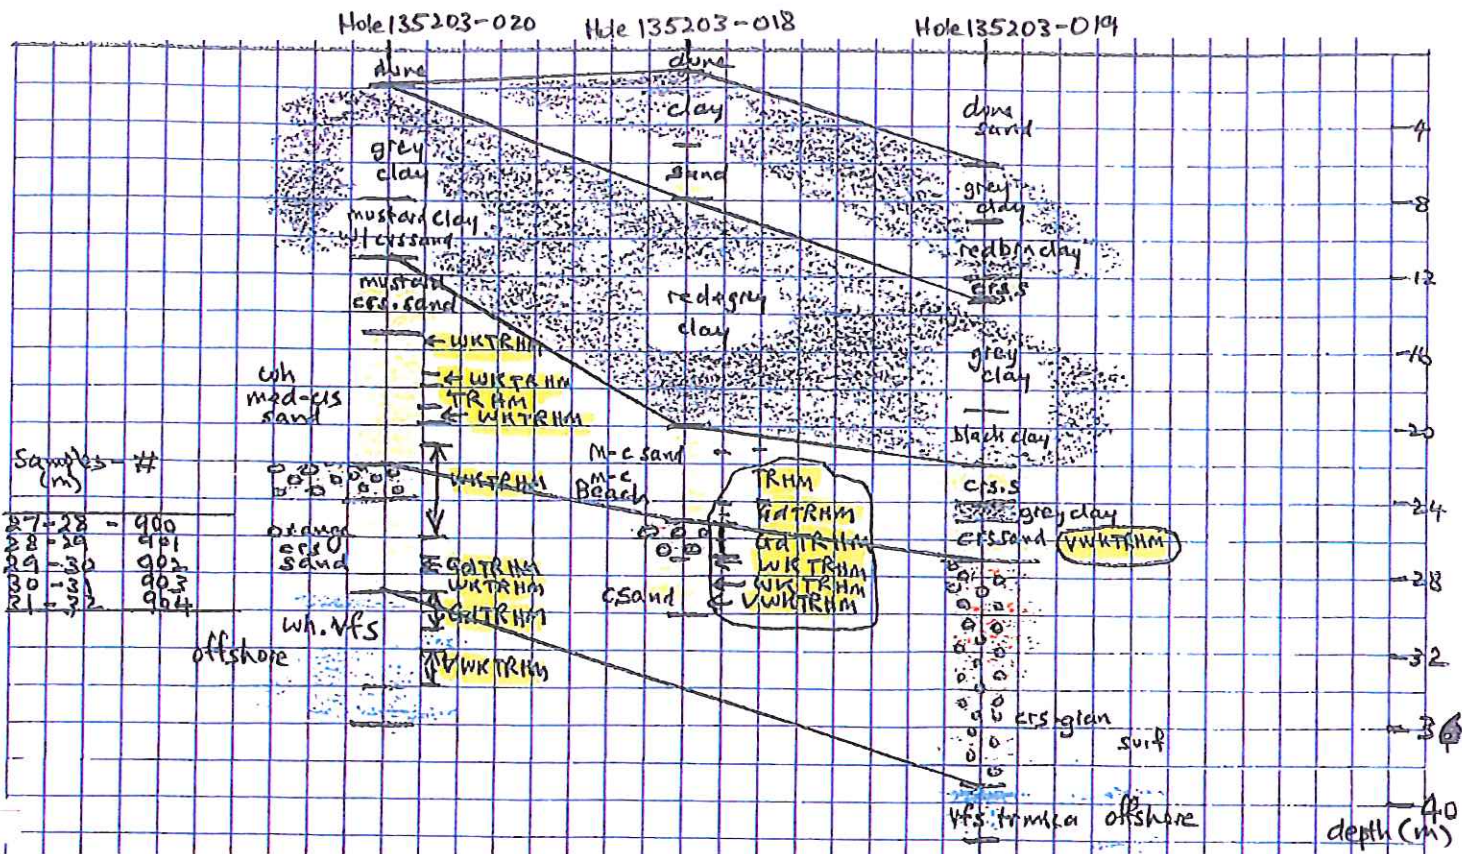 Hole 135203-020 Hole 135203-018 Hole 135203-019
dune
dune
clay
dune
sand
4
grey
clay
sand
grey
clay
8
mustard clay
w/ crs sand
redbrn clay
12
crs.s
mustard
crs. sand
red+grey
clay
grey
clay
16
←WKTRHM
←WKTRHM
TRHM
←WKTRHM
wh
med-crs
sand
black clay
20
m-c sand
m-c
Beach
Samples - #
(m)
WKTRHM
TRHM
crs.s
24
GdTRHM
grey clay
27-28 - 900
28-29 901
29-30 902
30-31 903
31-32 904
orange
crs
sand
GdTRHM
WKTRHM
WKTRHM
VWKTRHM
crssand
VWKTRHM
28
GdTRHM
WKTRHM
GdTRHM
csand
wh. vfs
offshore
VWKTRHM
32
crs-gran
surf
36
40
vfs trmica offshore
depth (m)